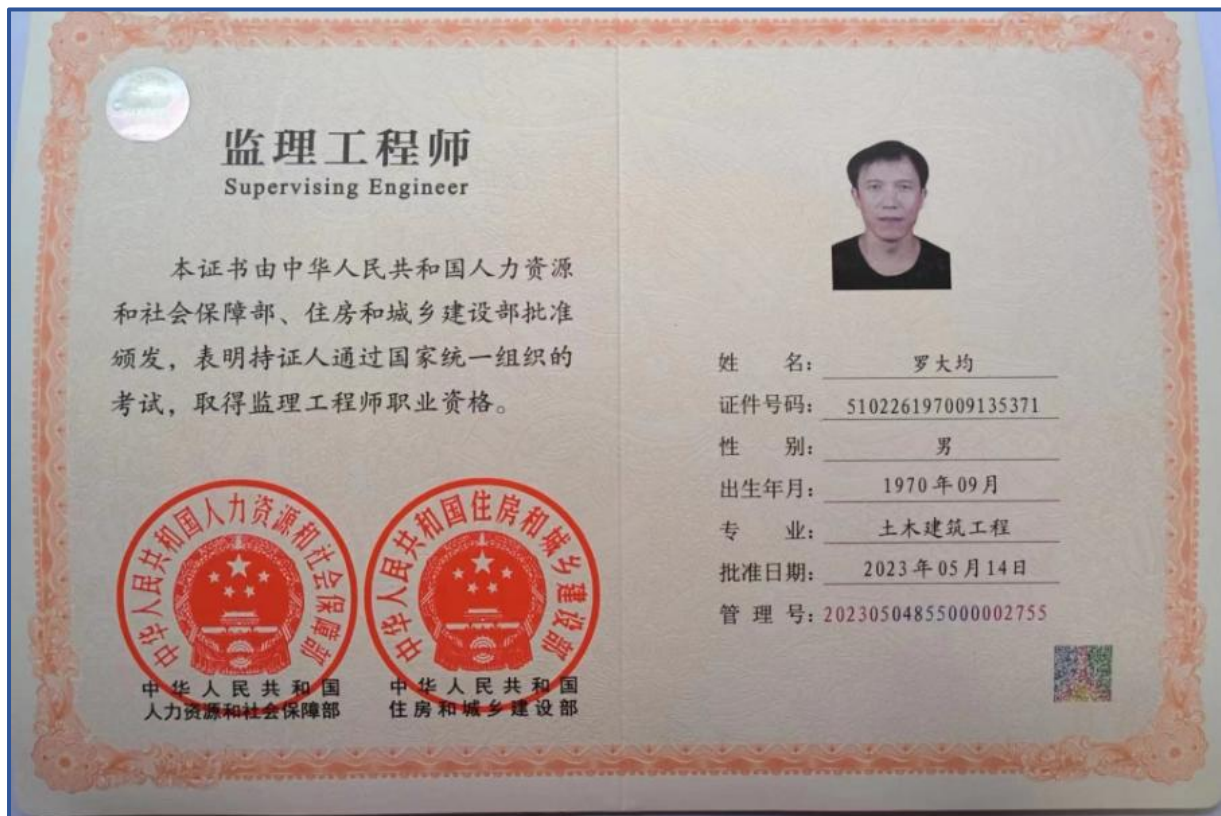 监理工程师
Supervising Engineer
本证书由中华人民共和国人力资源
和社会保障部、住房和城乡建设部批准
颁发，表明持证人通过国家统一组织的
考试，取得监理工程师职业资格。
中华人民共和国人力资源和社会保障部
中华人民共和国住房和城乡建设部
中华人民共和国
人力资源和社会保障部
中华人民共和国
住房和城乡建设部
姓 名： 罗大均
证件号码： 510226197009135371
性 别： 男
出生年月： 1970年09月
专 业： 土木建筑工程
批准日期： 2023年05月14日
管 理 号：20230504855000002755